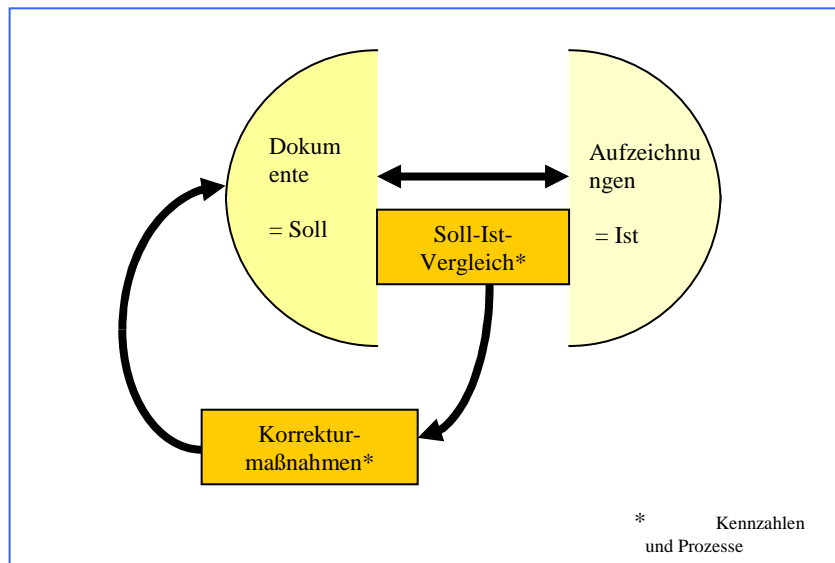 Dokum
ente
= Soll
Aufzeichnu
ngen
= Ist
Soll-Ist-
Vergleich*
Korrektur-
maßnahmen*
* Kennzahlen
und Prozesse